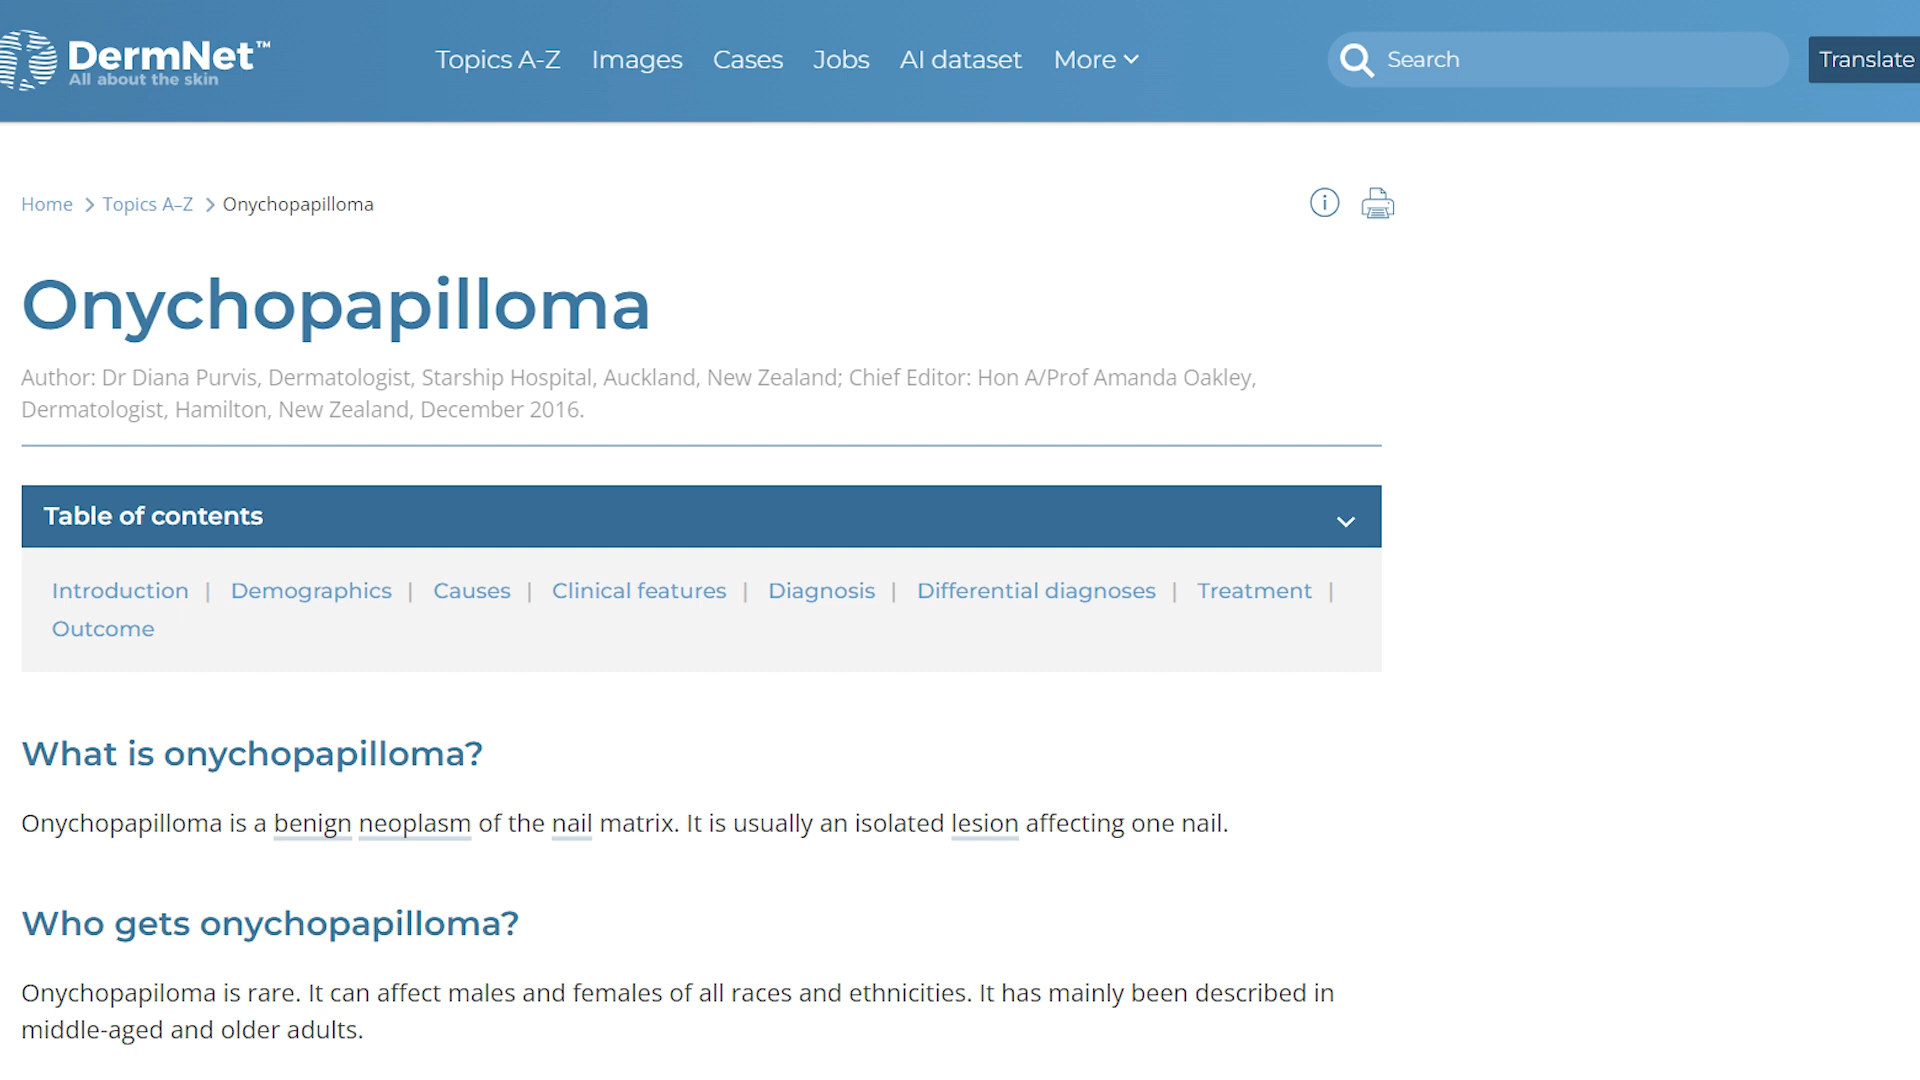 DermNet™
All about the skin
Topics A-Z Images Cases Jobs AI dataset More
Search
Translate
Home > Topics A–Z > Onychopapilloma
Onychopapilloma
Author: Dr Diana Purvis, Dermatologist, Starship Hospital, Auckland, New Zealand; Chief Editor: Hon A/Prof Amanda Oakley,
Dermatologist, Hamilton, New Zealand, December 2016.
Table of contents
Introduction | Demographics | Causes | Clinical features | Diagnosis | Differential diagnoses | Treatment |
Outcome
What is onychopapilloma?
Onychopapilloma is a benign neoplasm of the nail matrix. It is usually an isolated lesion affecting one nail.
Who gets onychopapilloma?
Onychopapiloma is rare. It can affect males and females of all races and ethnicities. It has mainly been described in
middle-aged and older adults.